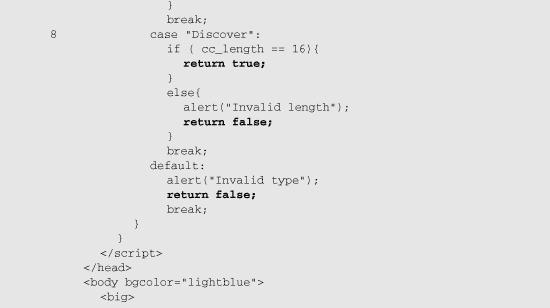 }
break;
8 case "Discover":
if ( cc_length == 16){
return true;
}
else{
alert("Invalid length");
return false;
}
break;
default:
alert("Invalid type");
return false;
break;
}
}
</script>
</head>
<body bgcolor="lightblue">
<big>